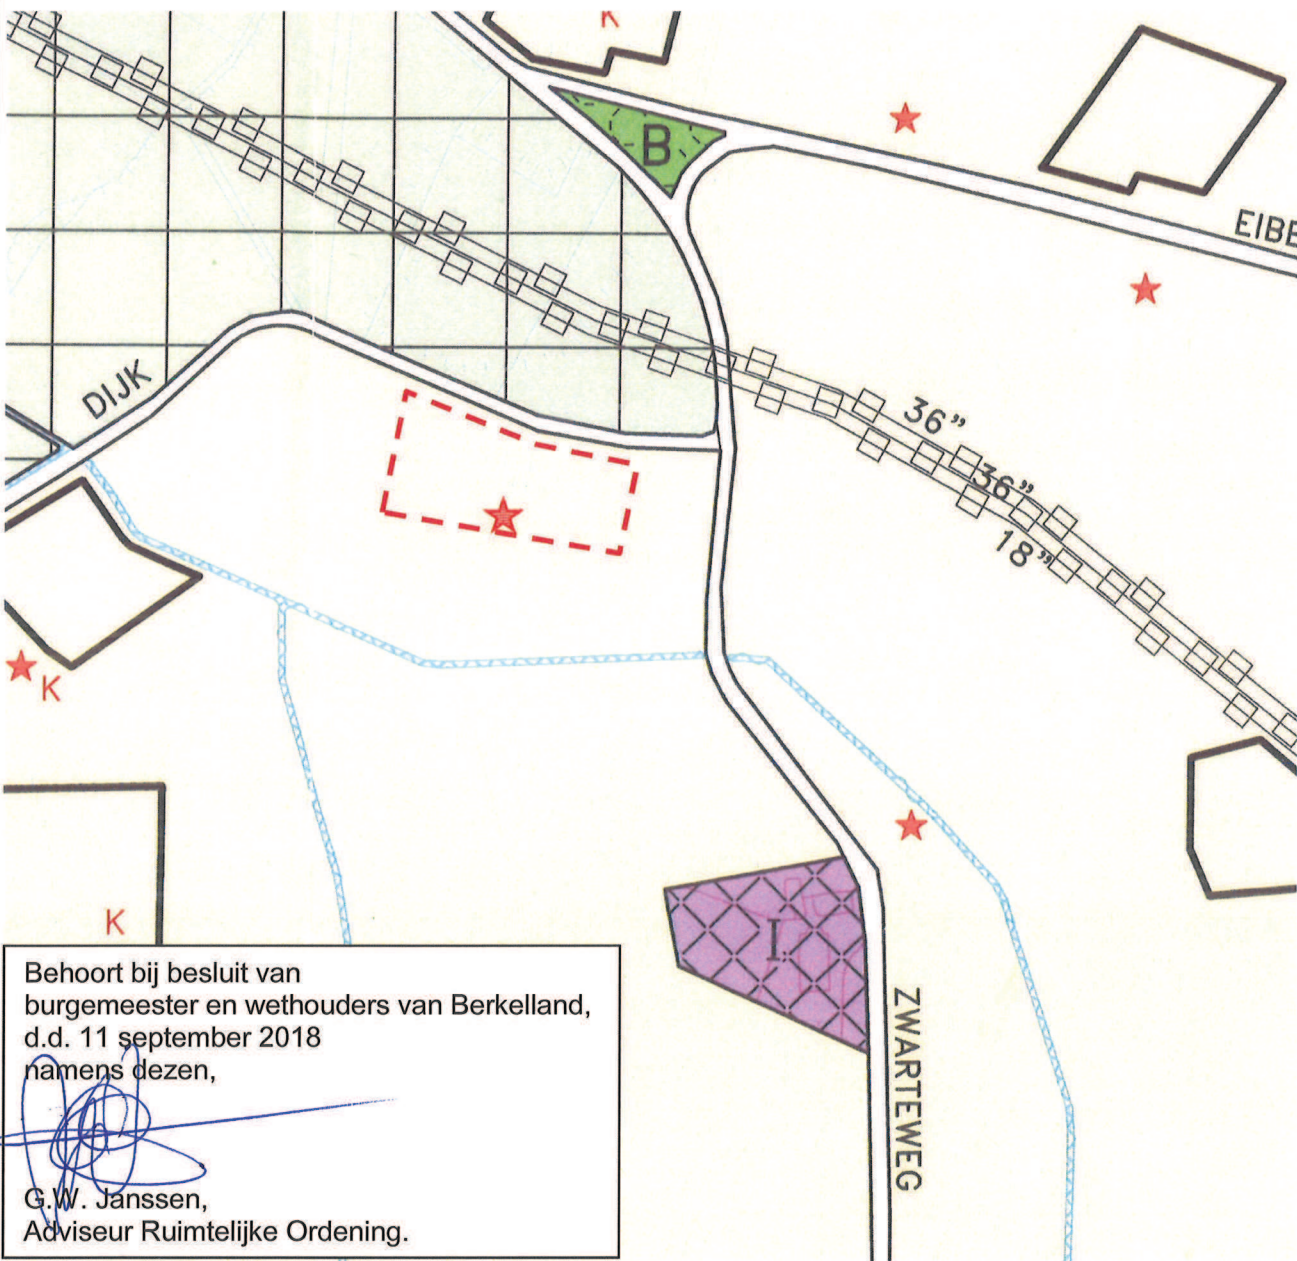 K
B
EIBE
DIJK
36”
36”
18”
K
K
I
ZWARTEWEG
Behoort bij besluit van
burgemeester en wethouders van Berkelland,
d.d. 11 september 2018
namens dezen,
G.W. Janssen,
Adviseur Ruimtelijke Ordening.